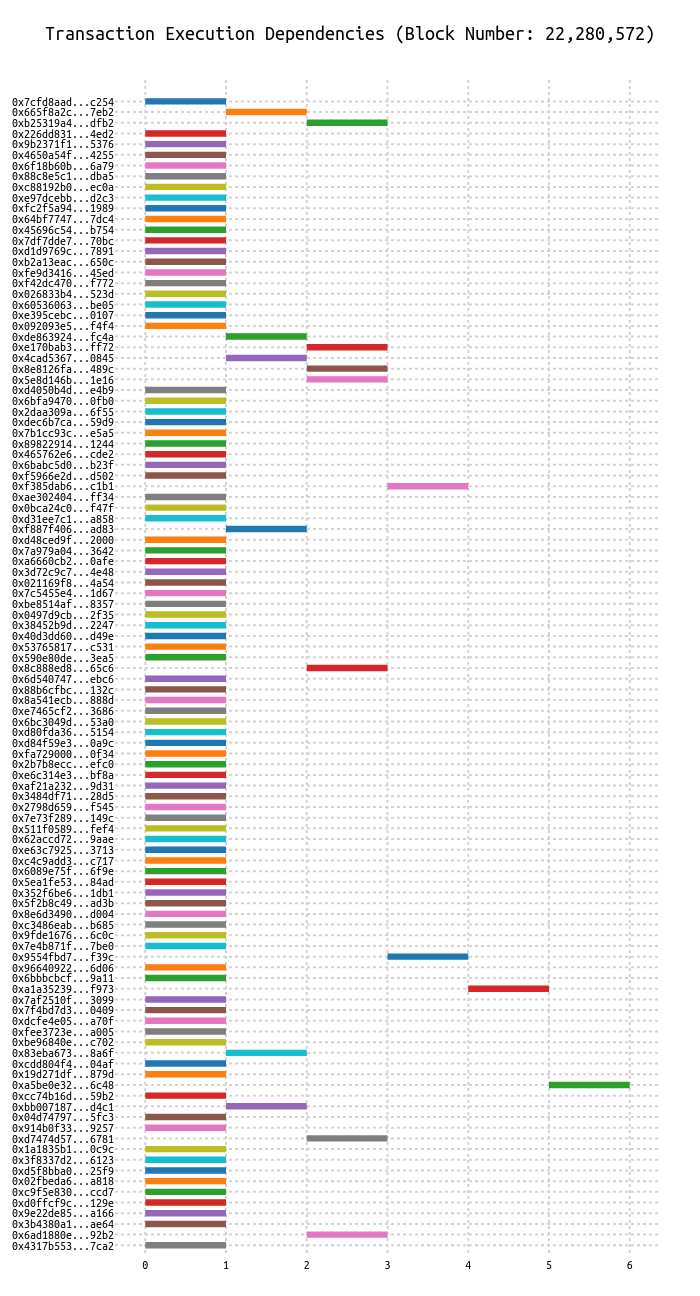 Transaction Execution Dependencies (Block Number: 22,280,572)
0x7cfd8aad...c254
0x665f8a2c...7eb2
0xb25319a4...dfb2
0x226dd831...4ed2
0x9b2371f1...5376
0x4650a54f...4255
0x6f18b60b...6a79
0x88c8e5c1...dba5
0xc88192b0...ec0a
0xe97dcebb...d2c3
0xfc2f5a94...1989
0x64bf7747...7dc4
0x45696c54...b754
0x7df7dde7...70bc
0xd1d9769c...7891
0xb2a13eac...650c
0xfe9d3416...45ed
0xf42dc470...f772
0x026833b4...523d
0x60536063...be05
0xe395cebc...0107
0x092093e5...f4f4
0xde863924...fc4a
0xe170bab3...ff72
0x4cad5367...0845
0x8e8126fa...489c
0x5e8d146b...1e16
0xd4050b4d...e4b9
0x6bfa9470...0fb0
0x2daa309a...6f55
0xdec6b7ca...59d9
0x7b1cc93c...e5a5
0x89822914...1244
0x465762e6...cde2
0x6babc5d0...b23f
0xf5966e2d...d502
0xf385dab6...c1b1
0xae302404...ff34
0x0bca24c0...f47f
0xd31ee7c1...a858
0xf887f406...ad83
0xd48ced9f...2000
0x7a979a04...3642
0xa6660cb2...0afe
0x3d72c9c7...4e48
0x021169f8...4a54
0x7c5455e4...1d67
0xbe8514af...8357
0x0497d9cb...2f35
0x38452b9d...2247
0x40d3dd60...d49e
0x53765817...c531
0x590e80de...3ea5
0x8c888ed8...65c6
0x6d540747...ebc6
0x88b6cfbc...132c
0x8a541ecb...888d
0xe7465cf2...3686
0x6bc3049d...53a0
0xd80fda36...5154
0xd84f59e3...0a9c
0xfa729000...0f34
0x2b7b8ecc...efc0
0xe6c314e3...bf8a
0xaf21a232...9d31
0x3484df71...28d5
0x2798d659...f545
0x7e73f289...149c
0x511f0589...fef4
0x62accd72...9aae
0xe63c7925...3713
0xc4c9add3...c717
0x6089e75f...6f9e
0x5ea1fe53...84ad
0x352f6be6...1db1
0x5f2b8c49...ad3b
0x8e6d3490...d004
0xc3486eab...b685
0x9fde1676...6c0c
0x7e4b871f...7be0
0x9554fbd7...f39c
0x96640922...6d06
0x6bbbcbcf...9a11
0xa1a35239...f973
0x7af2510f...3099
0x7f4bd7d3...0409
0xdcfe4e05...a70f
0xfee3723e...a005
0xbe96840e...c702
0x83eba673...8a6f
0xcdd804f4...04af
0x19d271df...879d
0xa5be0e32...6c48
0xcc74b16d...59b2
0xbb007187...d4c1
0x04d74797...5fc3
0x914b0f33...9257
0xd7474d57...6781
0x1a1835b1...0c9c
0x3f8337d2...6123
0xd5f8bba0...25f9
0x02fbeda6...a818
0xc9f5e830...ccd7
0xd0ffcf9c...129e
0x9e22de85...a166
0x3b4380a1...ae64
0x6ad1880e...92b2
0x4317b553...7ca2
0 1 2 3 4 5 6